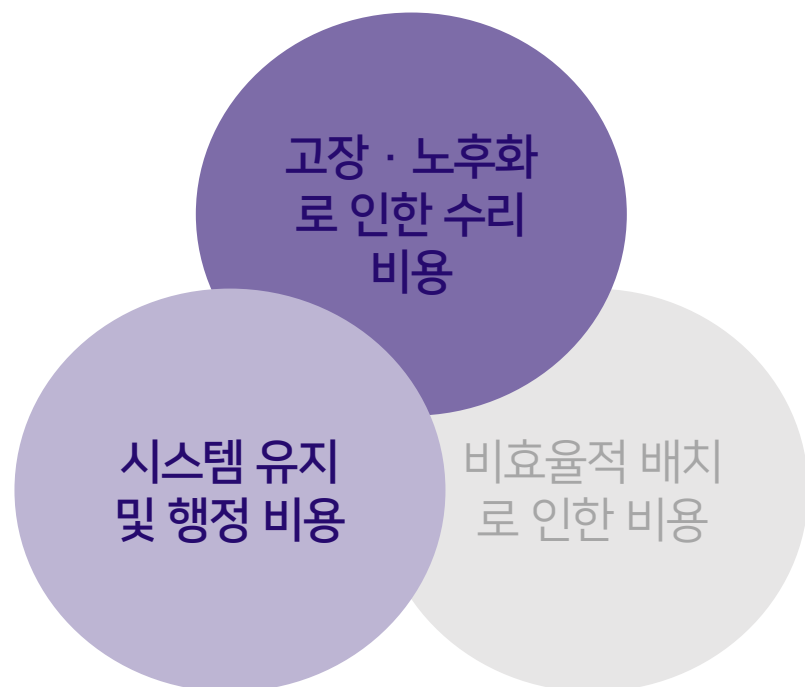 고장 · 노후화
로 인한 수리
비용
시스템 유지
및 행정 비용
비효율적 배치
로 인한 비용